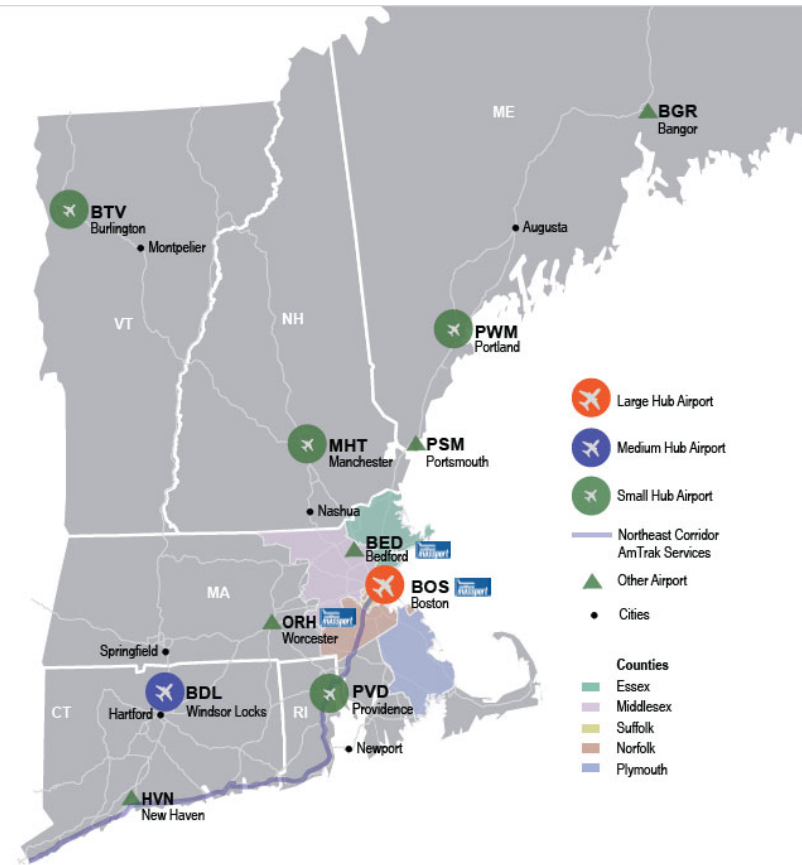 ME
BGR
Bangor
BTV
Burlington
Montpelier
Augusta
VT
NH
PWM
Portland
Large Hub Airport
MHT
Manchester
PSM
Portsmouth
Medium Hub Airport
Small Hub Airport
Nashua
Northeast Corridor
AmTrak Services
BED
Bedford
massport
Other Airport
MA
BOS
Boston
massport
Cities
ORH
Worcester
massport
Springfield
Counties
Essex
Middlesex
Suffolk
Norfolk
Plymouth
BDL
Windsor Locks
Hartford
CT
RI
PVD
Providence
Newport
HVN
New Haven